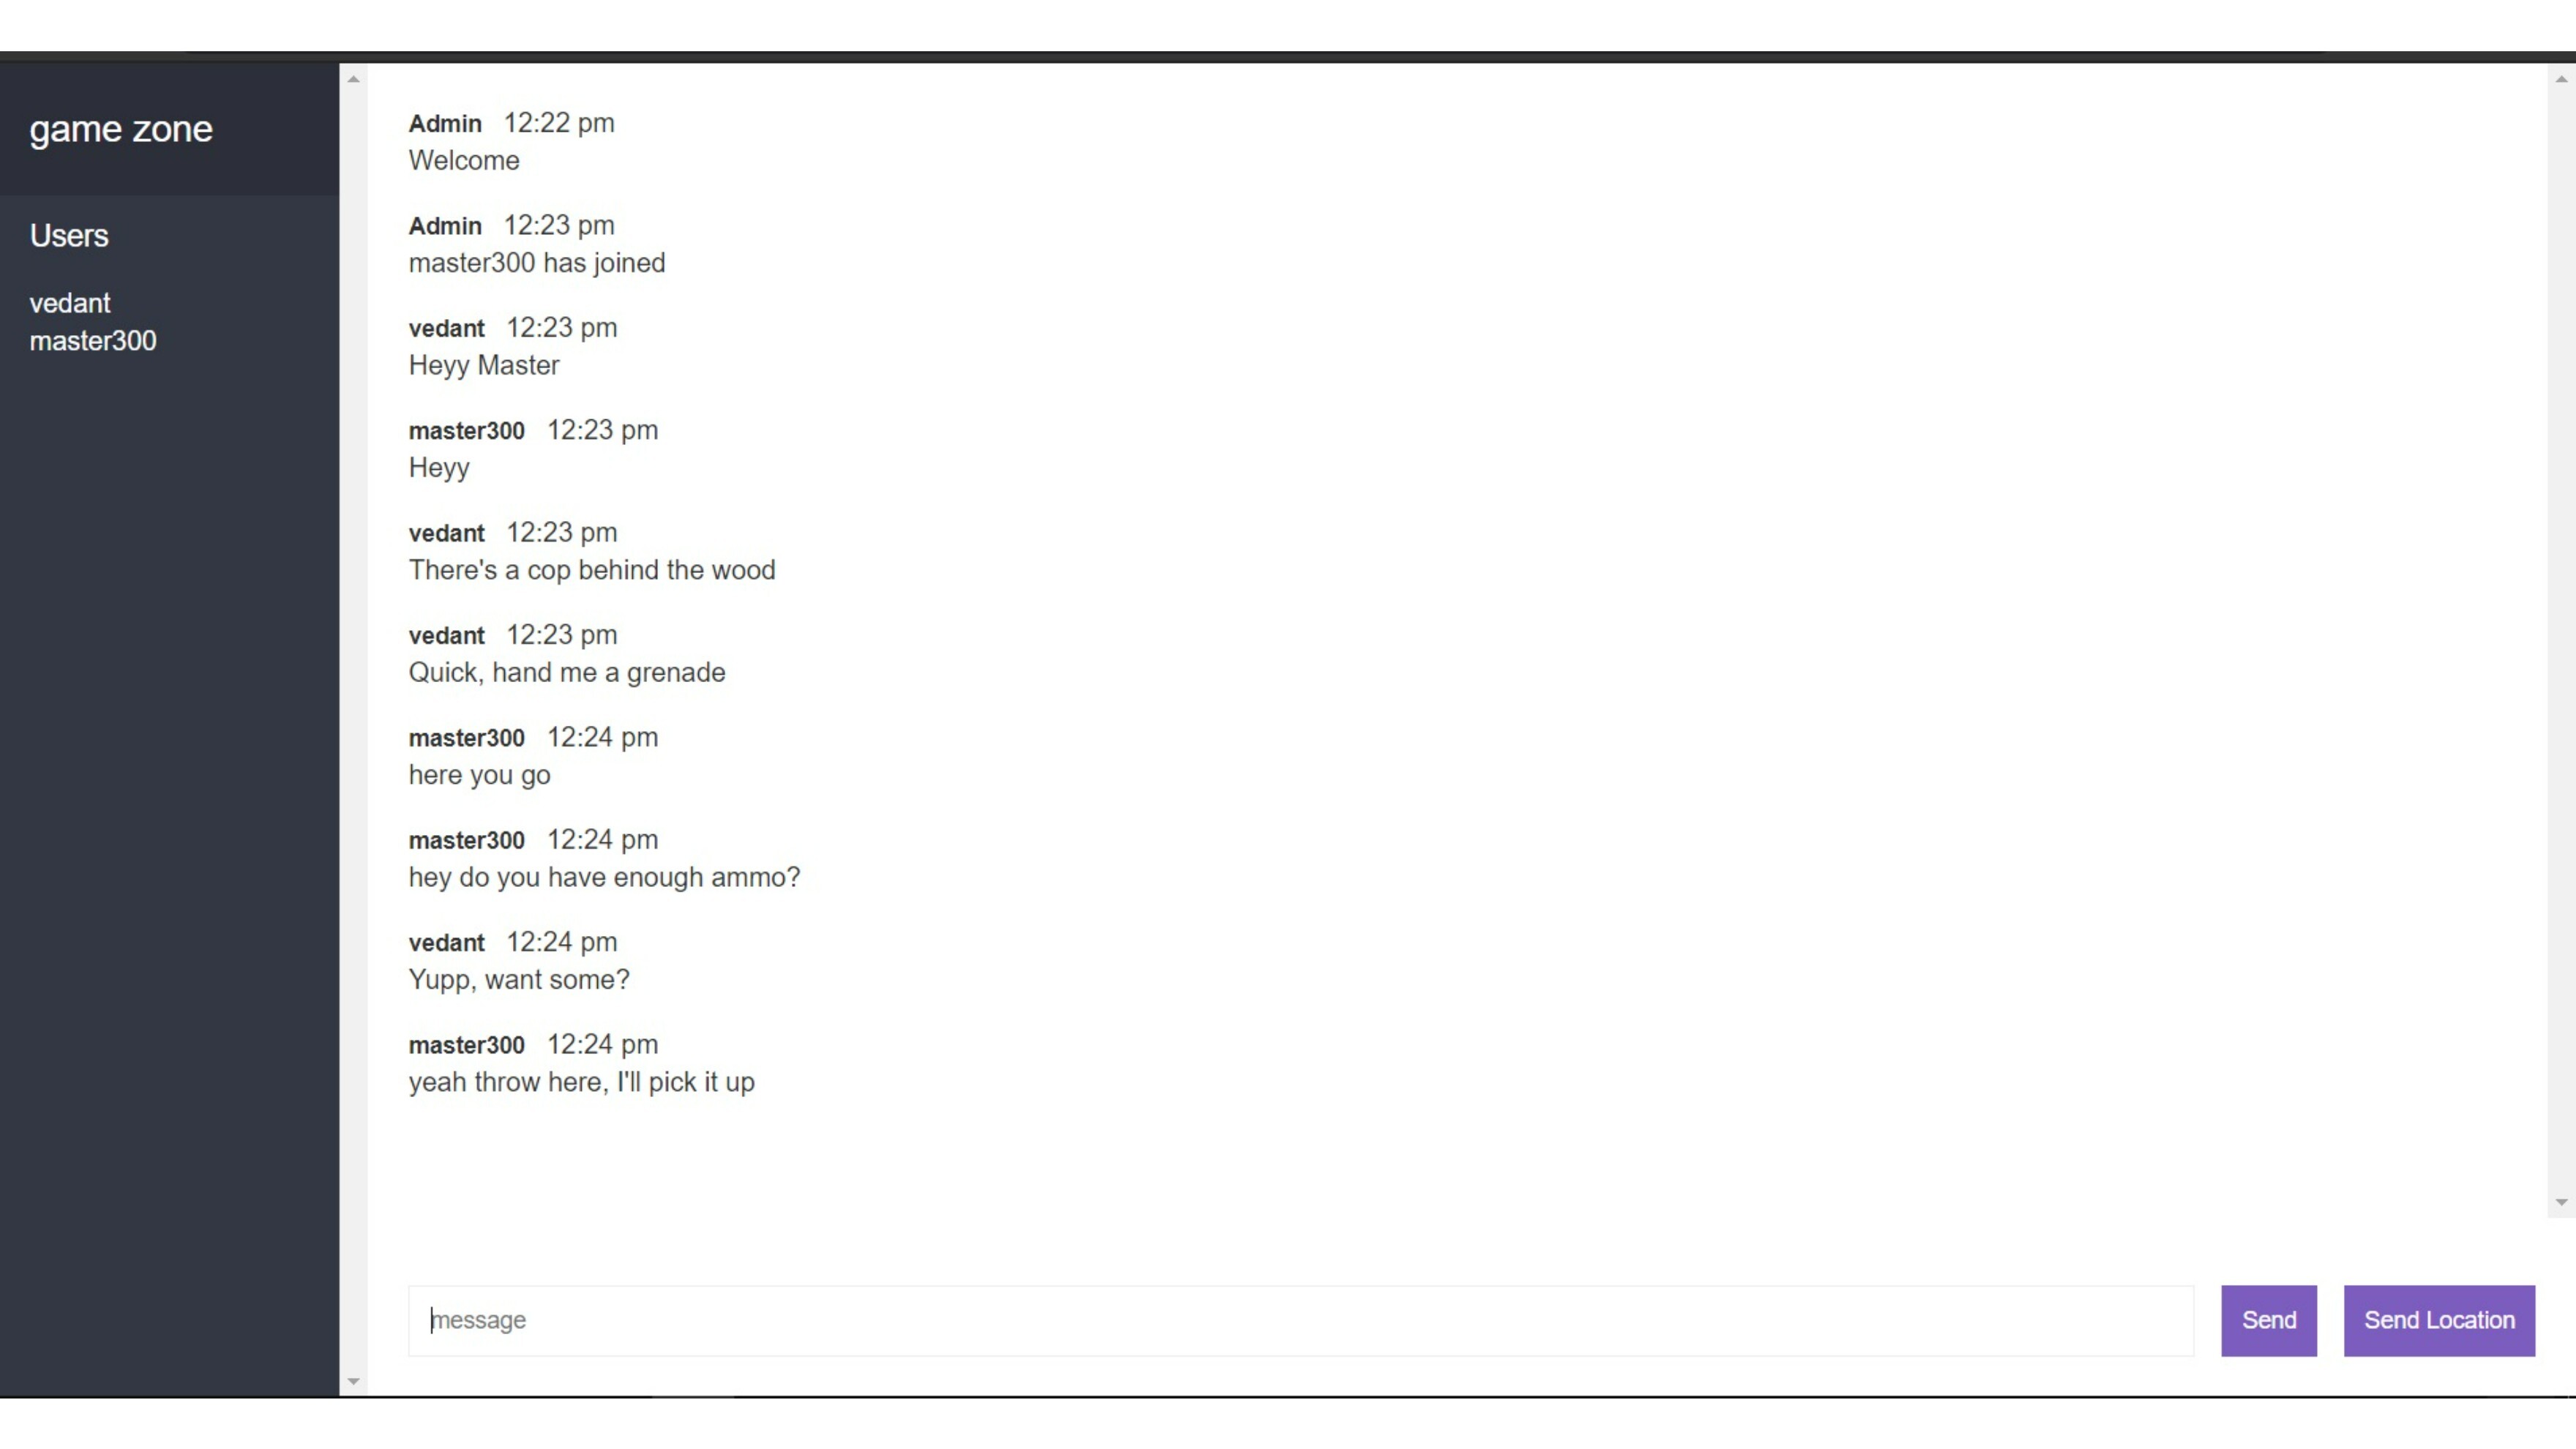 game zone
Users
vedant
master300
Admin 12:22 pm
Welcome
Admin 12:23 pm
master300 has joined
vedant 12:23 pm
Heyy Master
master300 12:23 pm
Heyy
vedant 12:23 pm
There's a cop behind the wood
vedant 12:23 pm
Quick, hand me a grenade
master300 12:24 pm
here you go
master300 12:24 pm
hey do you have enough ammo?
vedant 12:24 pm
Yupp, want some?
master300 12:24 pm
yeah throw here, I'll pick it up
message
Send
Send Location